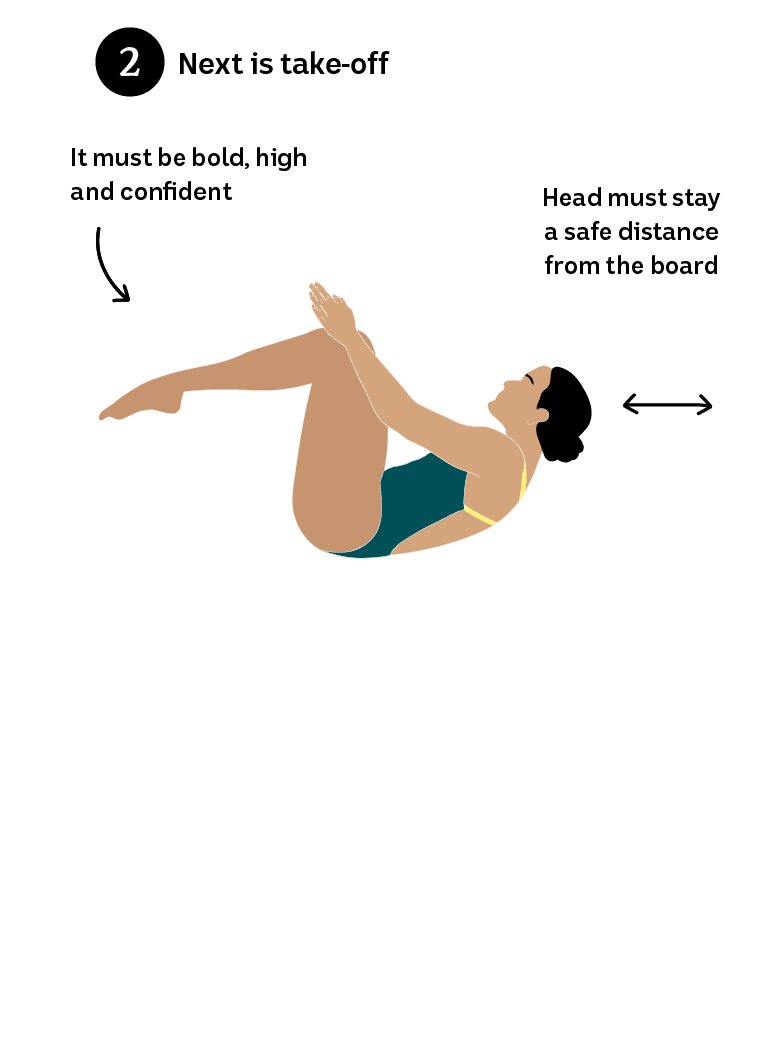 2 Next is take-off
It must be bold, high
and confident
Head must stay
a safe distance
from the board